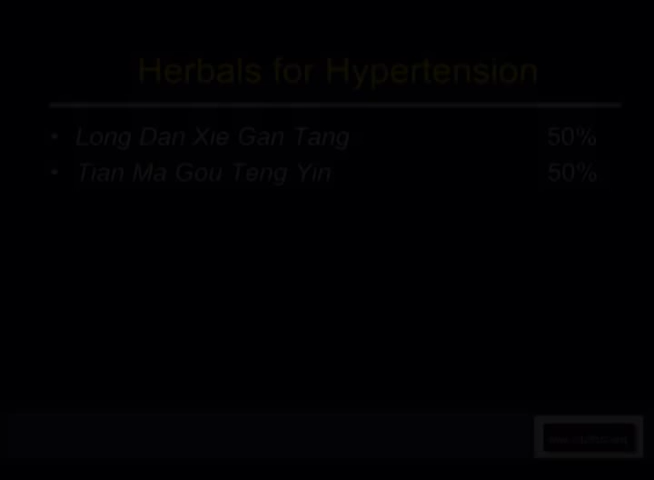 Herbals for Hypertension
• Long Dan Xie Gan Tang 50%
• Tian Ma Gou Teng Yin 50%